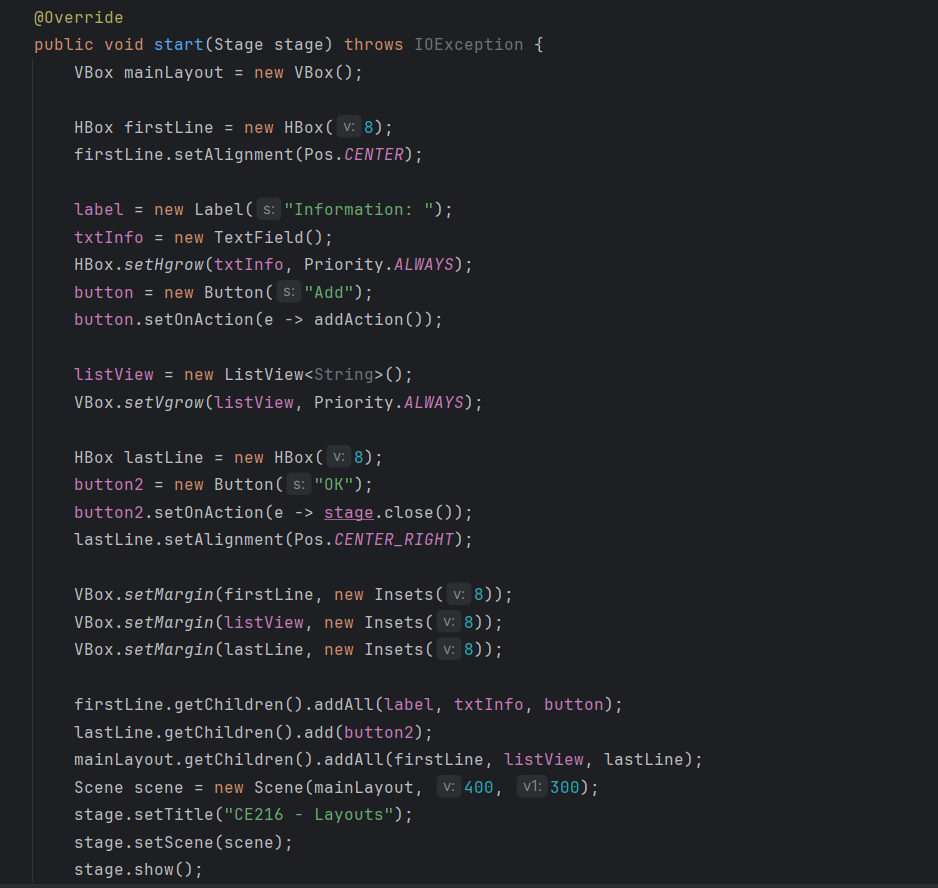 @Override
public void start(Stage stage) throws IOException {
VBox mainLayout = new VBox();
HBox firstLine = new HBox( v: 8);
firstLine.setAlignment(Pos.CENTER);
label = new Label( s: "Information: ");
txtInfo = new TextField();
HBox.setHgrow(txtInfo, Priority.ALWAYS);
button = new Button( s: "Add");
button.setOnAction(e -> addAction());
listView = new ListView<String>();
VBox.setVgrow(listView, Priority.ALWAYS);
HBox lastLine = new HBox( v: 8);
button2 = new Button( s: "OK");
button2.setOnAction(e -> stage.close());
lastLine.setAlignment(Pos.CENTER_RIGHT);
VBox.setMargin(firstLine, new Insets( v: 8));
VBox.setMargin(listView, new Insets( v: 8));
VBox.setMargin(lastLine, new Insets( v: 8));
firstLine.getChildren().addAll(label, txtInfo, button);
lastLine.getChildren().add(button2);
mainLayout.getChildren().addAll(firstLine, listView, lastLine);
Scene scene = new Scene(mainLayout, v: 400, v1: 300);
stage.setTitle("CE216 - Layouts");
stage.setScene(scene);
stage.show();